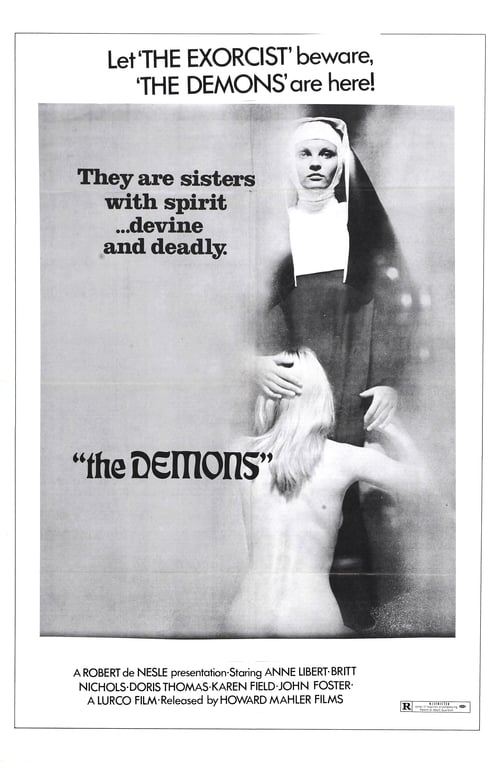 Let 'THE EXORCIST' beware,
'THE DEMONS' are here!
They are sisters
with spirit
...devine
and deadly.
"the DEMONS"
A ROBERT de NESLE presentation·Staring ANNE LIBERT·BRITT
NICHOLS·DORIS THOMAS·KAREN FIELD·JOHN FOSTER·
A LURCO FILM·Released by HOWARD MAHLER FILMS
R RESTRICTED